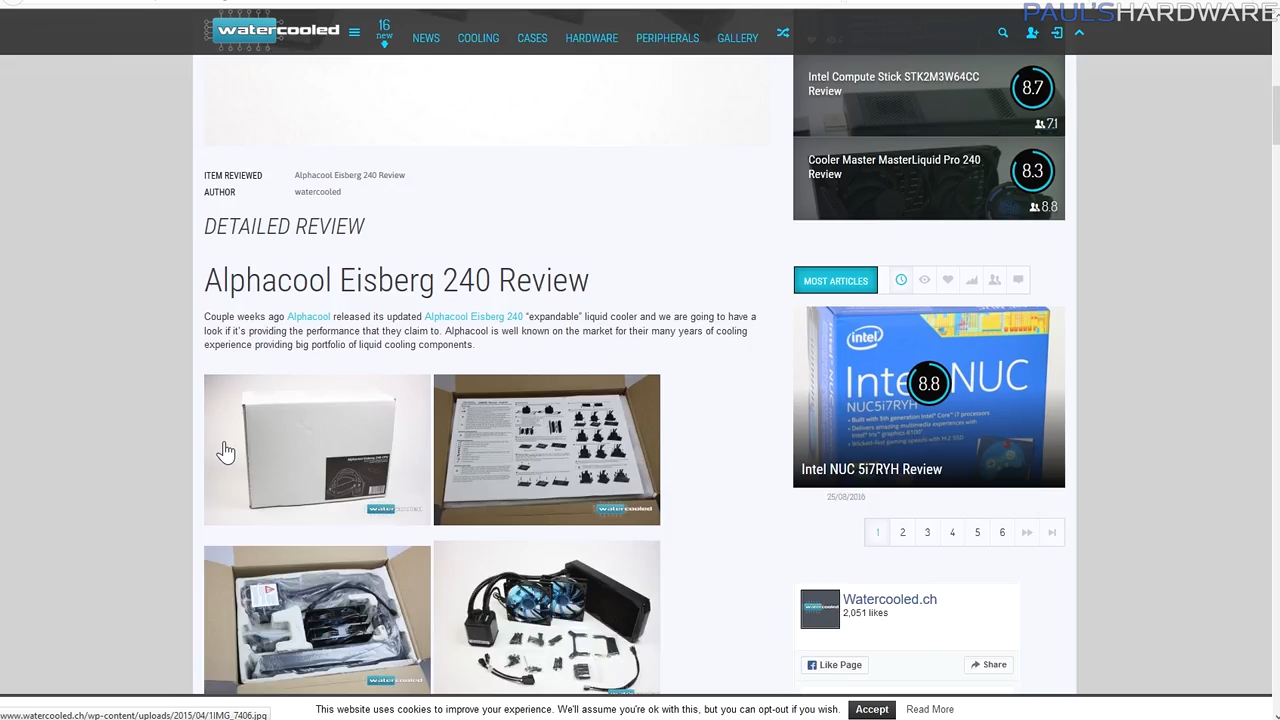 PAUL'SHARDWARE
watercooled
16
new
NEWS
COOLING
CASES
HARDWARE
PERIPHERALS
GALLERY
Intel Compute Stick STK2M3W64CC
Review
8.7
7.1
Cooler Master MasterLiquid Pro 240
Review
8.3
8.8
ITEM REVIEWED
Alphacool Eisberg 240 Review
AUTHOR
watercooled
DETAILED REVIEW
Alphacool Eisberg 240 Review
Couple weeks ago Alphacool released its updated Alphacool Eisberg 240 “expandable” liquid cooler and we are going to have a
look if it’s providing the performance that they claim to. Alphacool is well known on the market for their many years of cooling
experience providing big portfolio of liquid cooling components.
watercooled
watercooled
watercooled
MOST ARTICLES
intel
Intel NUC
NUC5i7RYH
8.8
Intel NUC 5i7RYH Review
25/08/2016
1
2
3
4
5
6
Watercooled.ch
2,051 likes
Like Page
Share
This website uses cookies to improve your experience. We'll assume you're ok with this, but you can opt-out if you wish.
Accept
Read More
www.watercooled.ch/wp-content/uploads/2015/04/1IMG_7406.jpg